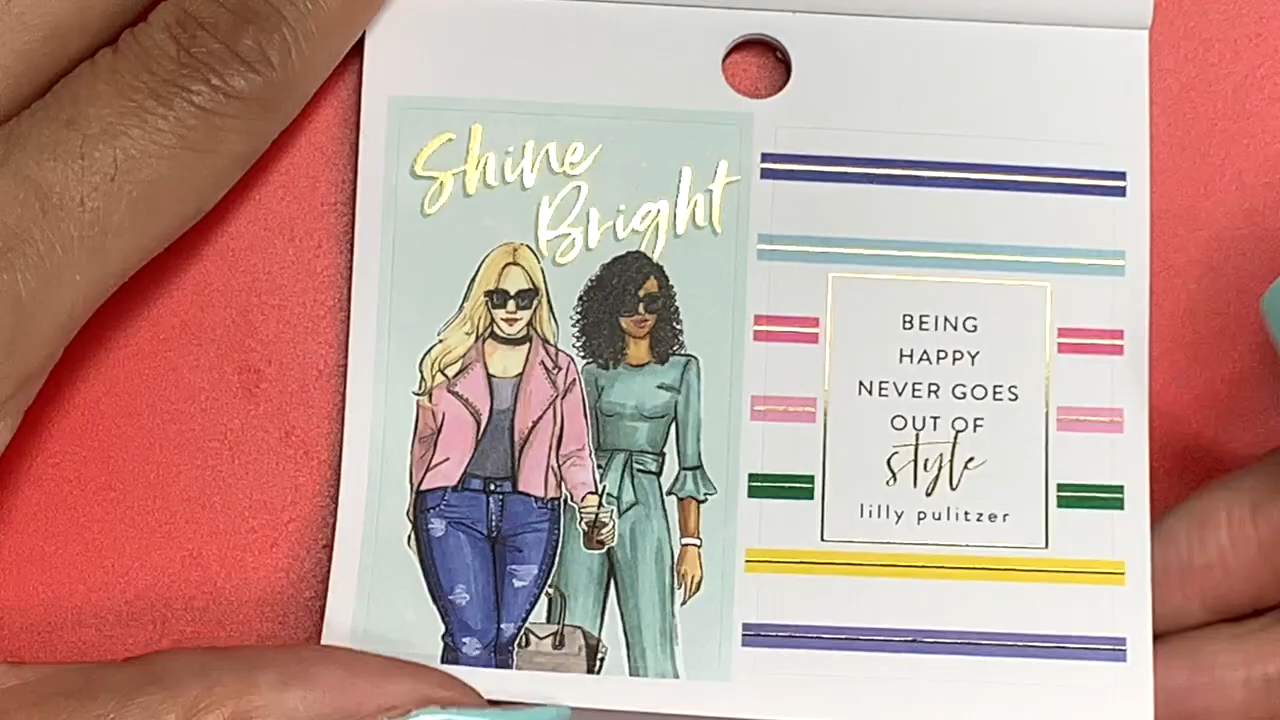 Shine
Bright
BEING
HAPPY
NEVER GOES
OUT OF
style
lilly pulitzer